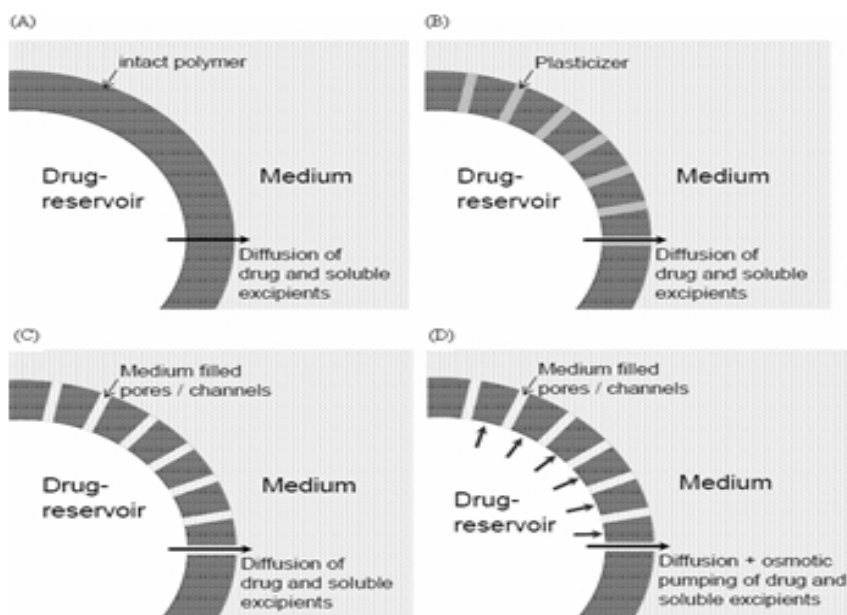 (A)
intact polymer
Drug-
reservoir
Medium
Diffusion of
drug and soluble
excipients
(B)
Plasticizer
Drug-
reservoir
Medium
Diffusion of
drug and soluble
excipients
(C)
Medium filled
pores / channels
Drug-
reservoir
Medium
Diffusion of
drug and soluble
excipients
(D)
Medium filled
pores / channels
Drug-
reservoir
Medium
Diffusion + osmotic
pumping of drug and
soluble excipients